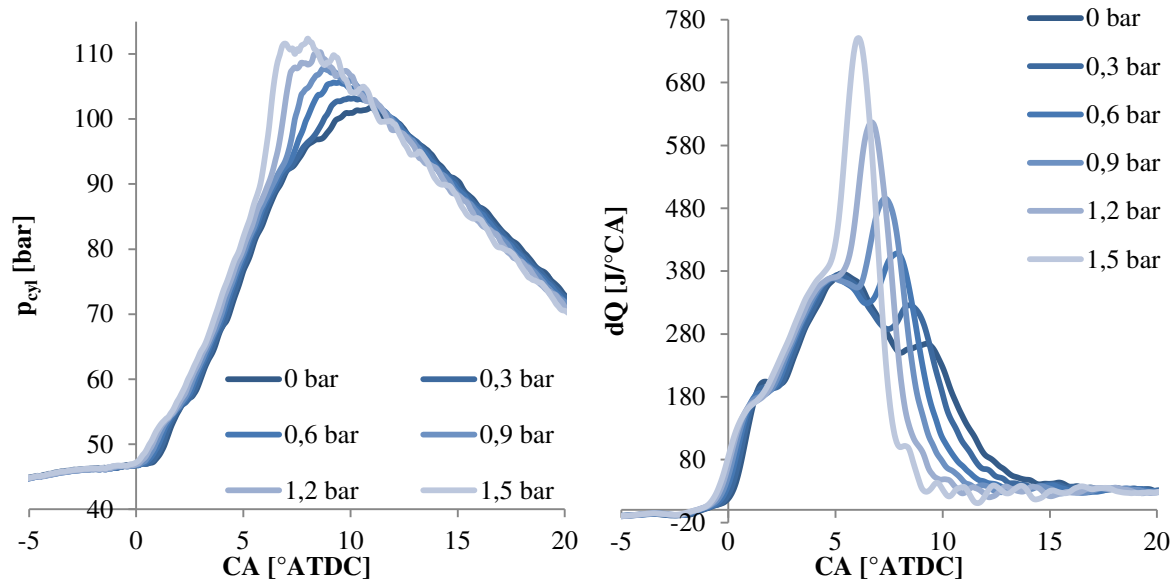 p_cyl [bar]
110
100
90
80
70
60
50
40
-5
0
5
10
15
20
CA [°ATDC]
0 bar
0,3 bar
0,6 bar
0,9 bar
1,2 bar
1,5 bar
dQ [J/°CA]
780
680
580
480
380
280
180
80
-20
-5
0
5
10
15
20
CA [°ATDC]
0 bar
0,3 bar
0,6 bar
0,9 bar
1,2 bar
1,5 bar